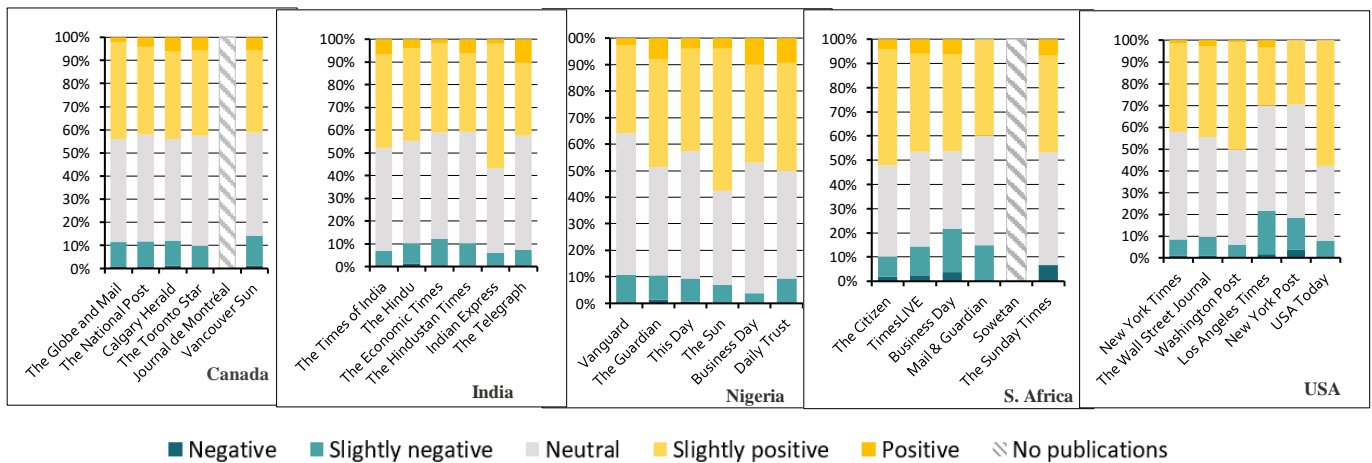 100%
90%
80%
70%
60%
50%
40%
30%
20%
10%
0%
The Globe and Mail
The National Post
Calgary Herald
The Toronto Star
Journal de Montréal
Vancouver Sun
Canada
100%
90%
80%
70%
60%
50%
40%
30%
20%
10%
0%
The Times of India
The Hindu
The Economic Times
The Hindustan Times
Indian Express
The Telegraph
India
100%
90%
80%
70%
60%
50%
40%
30%
20%
10%
0%
Vanguard
The Guardian
This Day
The Sun
Business Day
Daily Trust
Nigeria
100%
90%
80%
70%
60%
50%
40%
30%
20%
10%
0%
The Citizen
TimesLIVE
Business Day
Mail & Guardian
Sowetan
The Sunday Times
S. Africa
100%
90%
80%
70%
60%
50%
40%
30%
20%
10%
0%
New York Times
The Wall Street Journal
Washington Post
Los Angeles Times
New York Post
USA Today
USA
Negative Slightly negative Neutral Slightly positive Positive No publications